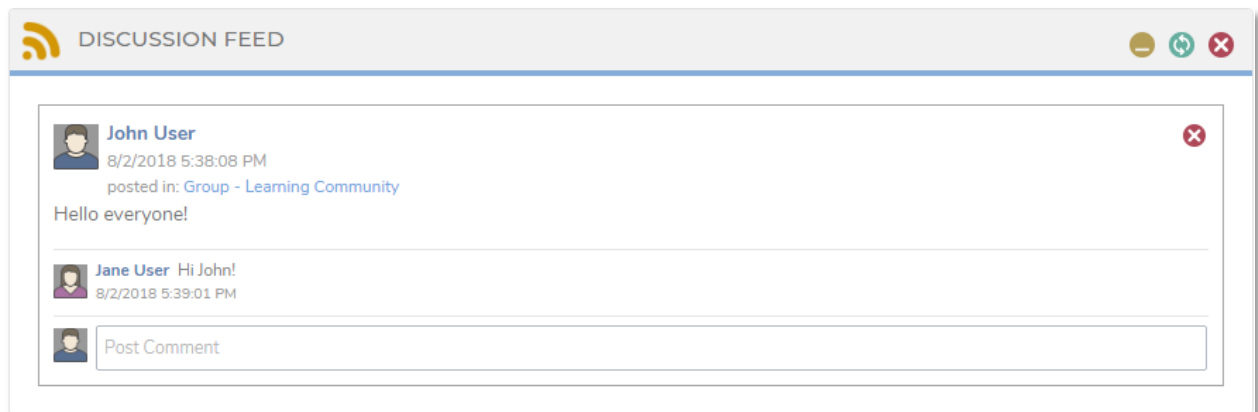 DISCUSSION FEED
John User
8/2/2018 5:38:08 PM
posted in: Group - Learning Community
Hello everyone!
Jane User Hi John!
8/2/2018 5:39:01 PM
Post Comment